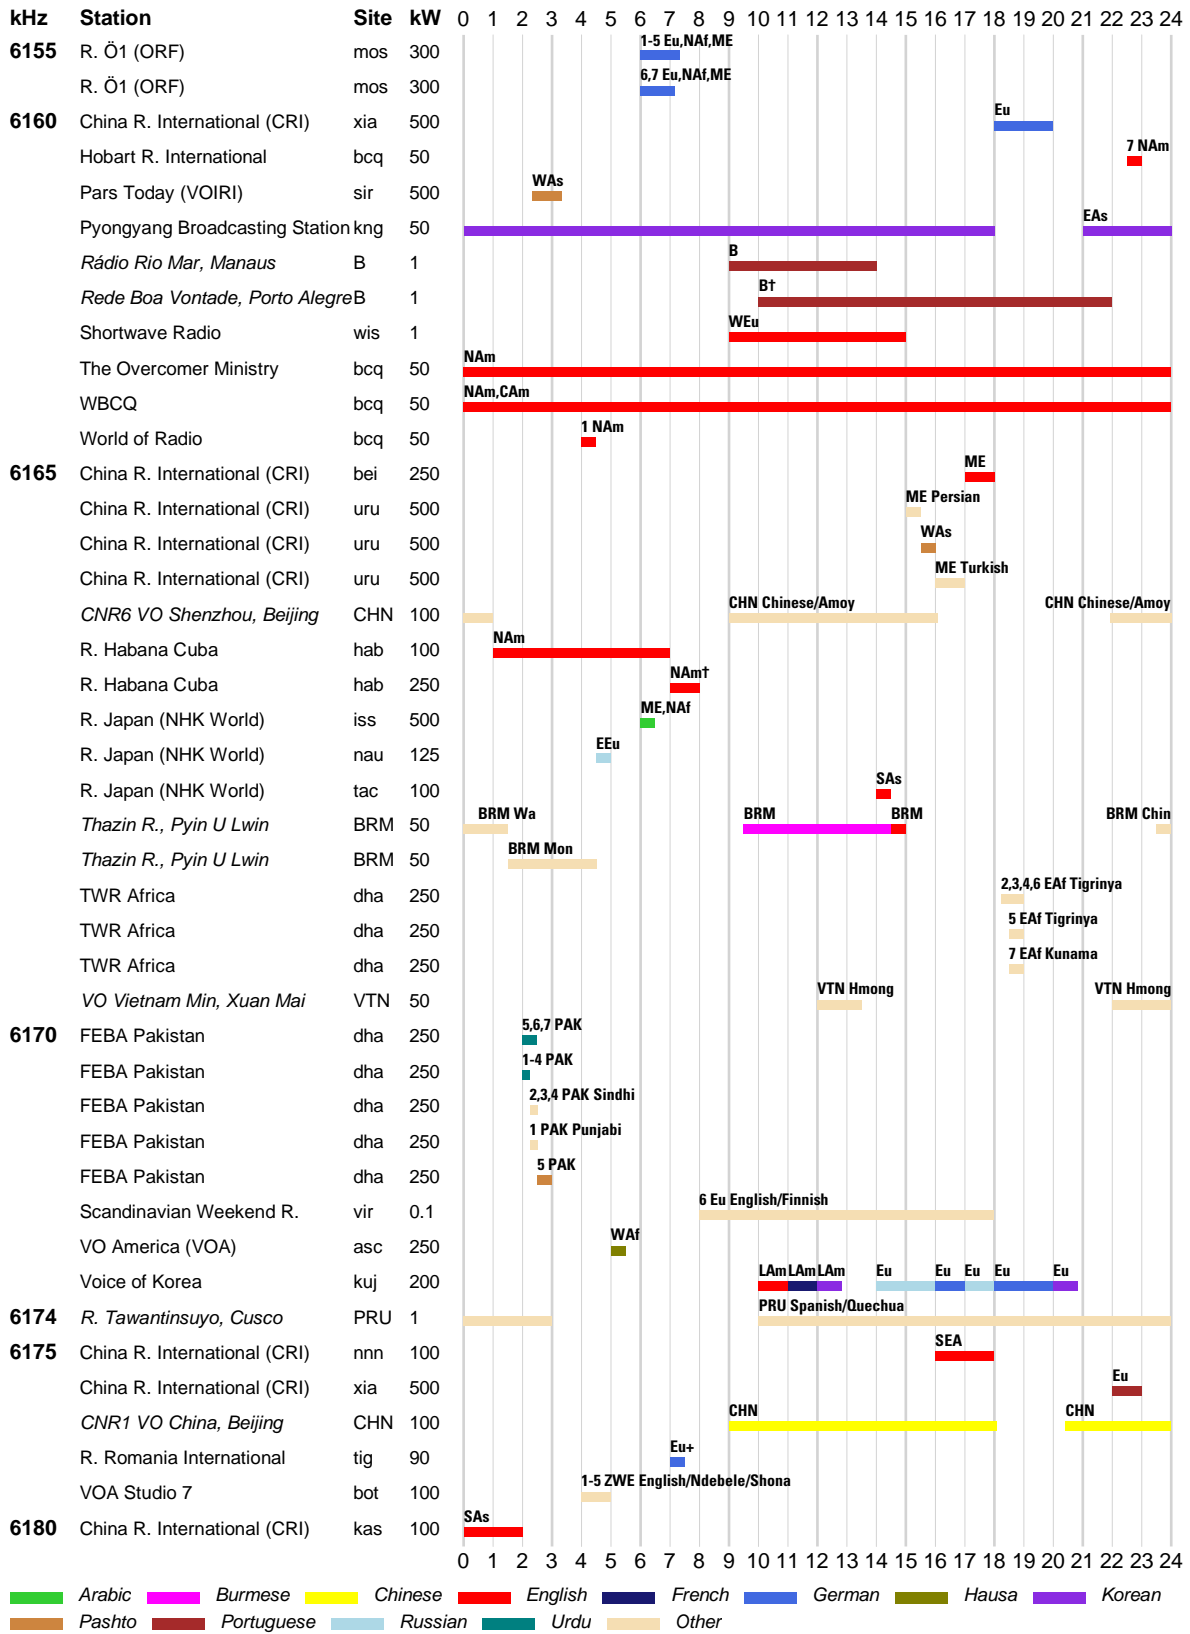 kHz Station Site kW 0 1 2 3 4 5 6 7 8 9 10 11 12 13 14 15 16 17 18 19 20 21 22 23 24
6155 R. Ö1 (ORF) mos 300 1-5 Eu,NAf,ME
R. Ö1 (ORF) mos 300 6,7 Eu,NAf,ME
6160 China R. International (CRI) xia 500 Eu
Hobart R. International bcq 50 7 NAm
Pars Today (VOIRI) sir 500 WAs
Pyongyang Broadcasting Station kng 50 EAs
Rádio Rio Mar, Manaus B 1 B
Rede Boa Vontade, Porto Alegre B 1 B†
Shortwave Radio wis 1 WEu
The Overcomer Ministry bcq 50 NAm
WBCQ bcq 50 NAm,CAm
World of Radio bcq 50 1 NAm
6165 China R. International (CRI) bei 250 ME
China R. International (CRI) uru 500 ME Persian
China R. International (CRI) uru 500 WAs
China R. International (CRI) uru 500 ME Turkish
CNR6 VO Shenzhou, Beijing CHN 100 CHN Chinese/Amoy CHN Chinese/Amoy
R. Habana Cuba hab 100 NAm
R. Habana Cuba hab 250 NAm†
R. Japan (NHK World) iss 500 ME,NAf
R. Japan (NHK World) nau 125 EEu
R. Japan (NHK World) tac 100 SAs
Thazin R., Pyin U Lwin BRM 50 BRM Wa BRM BRM BRM Chin
Thazin R., Pyin U Lwin BRM 50 BRM Mon
TWR Africa dha 250 2,3,4,6 EAf Tigrinya
TWR Africa dha 250 5 EAf Tigrinya
TWR Africa dha 250 7 EAf Kunama
VO Vietnam Min, Xuan Mai VTN 50 VTN Hmong VTN Hmong
6170 FEBA Pakistan dha 250 5,6,7 PAK
FEBA Pakistan dha 250 1-4 PAK
FEBA Pakistan dha 250 2,3,4 PAK Sindhi
FEBA Pakistan dha 250 1 PAK Punjabi
FEBA Pakistan dha 250 5 PAK
Scandinavian Weekend R. vir 0.1 6 Eu English/Finnish
VO America (VOA) asc 250 WAf
Voice of Korea kuj 200 LAm LAm LAm Eu Eu Eu Eu Eu
6174 R. Tawantinsuyo, Cusco PRU 1 PRU Spanish/Quechua
6175 China R. International (CRI) nnn 100 SEA
China R. International (CRI) xia 500 Eu
CNR1 VO China, Beijing CHN 100 CHN CHN
R. Romania International tig 90 Eu+
VOA Studio 7 bot 100 1-5 ZWE English/Ndebele/Shona
6180 China R. International (CRI) kas 100 SAs
0 1 2 3 4 5 6 7 8 9 10 11 12 13 14 15 16 17 18 19 20 21 22 23 24
Arabic Burmese Chinese English French German Hausa Korean
Pashto Portuguese Russian Urdu Other